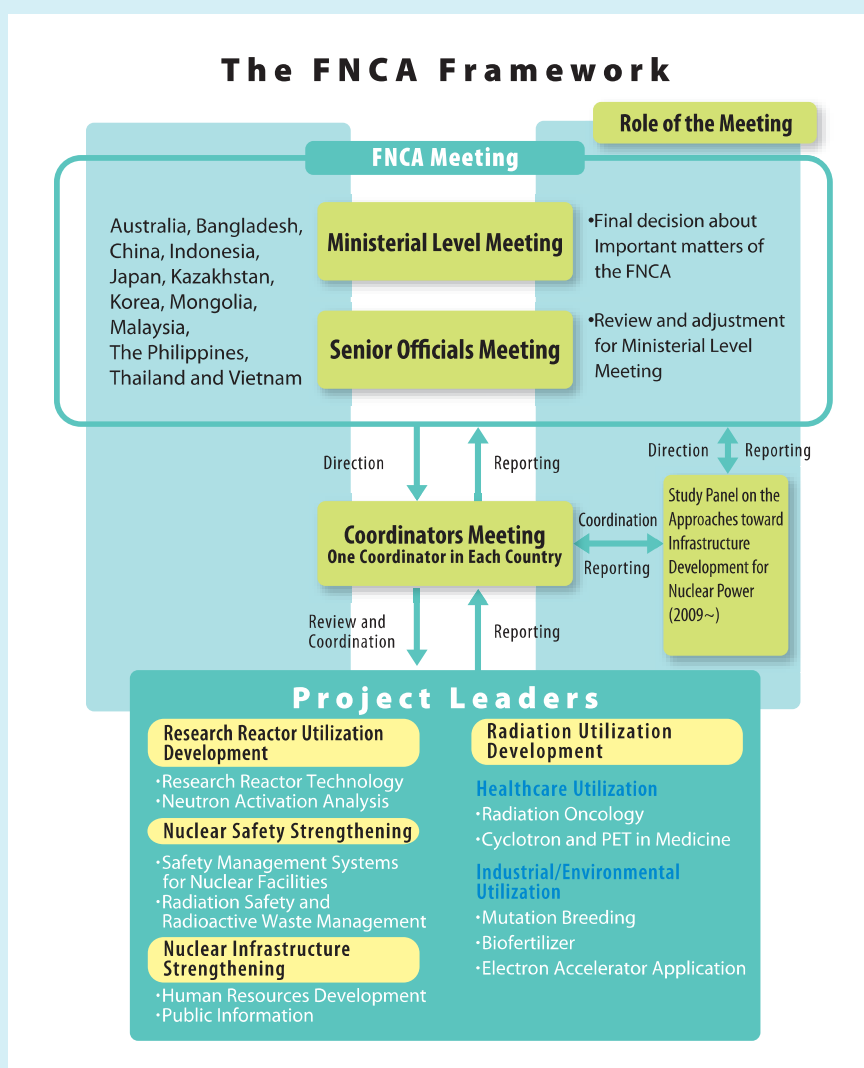 The FNCA Framework
Role of the Meeting
FNCA Meeting
Australia, Bangladesh,
China, Indonesia,
Japan, Kazakhstan,
Korea, Mongolia,
Malaysia,
The Philippines,
Thailand and Vietnam
Ministerial Level Meeting
•Final decision about
Important matters of
the FNCA
Senior Officials Meeting
•Review and adjustment
for Ministerial Level
Meeting
Direction
Reporting
Direction
Reporting
Coordinators Meeting
One Coordinator in Each Country
Coordination
Reporting
Study Panel on the
Approaches toward
Infrastructure
Development for
Nuclear Power
(2009~)
Review and
Coordination
Reporting
Project Leaders
Research Reactor Utilization
Development
・Research Reactor Technology
・Neutron Activation Analysis
Nuclear Safety Strengthening
・Safety Management Systems
for Nuclear Facilities
・Radiation Safety and
Radioactive Waste Management
Nuclear Infrastructure
Strengthening
・Human Resources Development
・Public Information
Radiation Utilization
Development
Healthcare Utilization
・Radiation Oncology
・Cyclotron and PET in Medicine
Industrial/Environmental
Utilization
・Mutation Breeding
・Biofertilizer
・Electron Accelerator Application